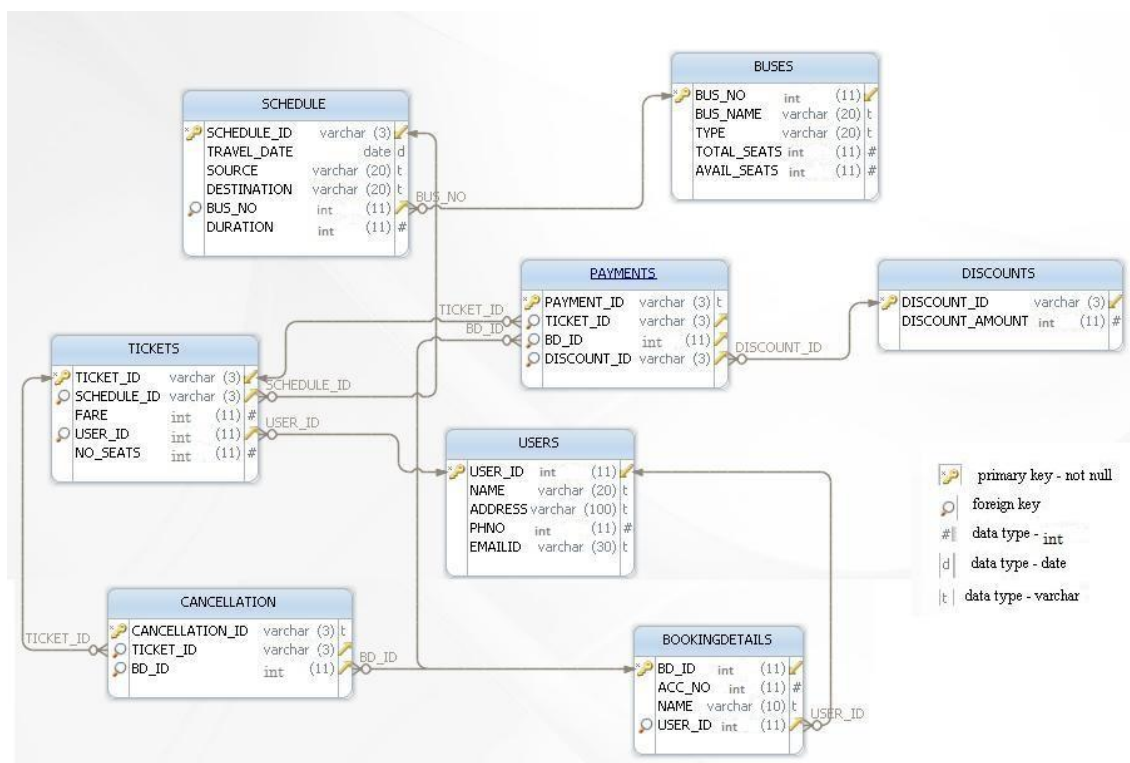 BUSES
BUS_NO int (11)
BUS_NAME varchar (20) t
TYPE varchar (20) t
TOTAL_SEATS int (11) #
AVAIL_SEATS int (11) #
SCHEDULE
SCHEDULE_ID varchar (3)
TRAVEL_DATE date d
SOURCE varchar (20) t
DESTINATION varchar (20) t
BUS_NO int (11)
DURATION int (11) #
BUS_NO
PAYMENTS
PAYMENT_ID varchar (3) t
TICKET_ID varchar (3)
BD_ID int (11)
DISCOUNT_ID varchar (3)
TICKET_ID
BD_ID
DISCOUNT_ID
DISCOUNTS
DISCOUNT_ID varchar (3)
DISCOUNT_AMOUNT int (11) #
TICKETS
TICKET_ID varchar (3)
SCHEDULE_ID varchar (3)
FARE int (11) #
USER_ID int (11)
NO_SEATS int (11) #
SCHEDULE_ID
USER_ID
USERS
USER_ID int (11)
NAME varchar (20) t
ADDRESS varchar (100) t
PHNO int (11) #
EMAILID varchar (30) t
primary key - not null
foreign key
# data type - int
d data type - date
t data type - varchar
CANCELLATION
CANCELLATION_ID varchar (3) t
TICKET_ID varchar (3)
BD_ID int (11)
TICKET_ID
BD_ID
BOOKINGDETAILS
BD_ID int (11)
ACC_NO int (11) #
NAME varchar (10) t
USER_ID int (11)
USER_ID